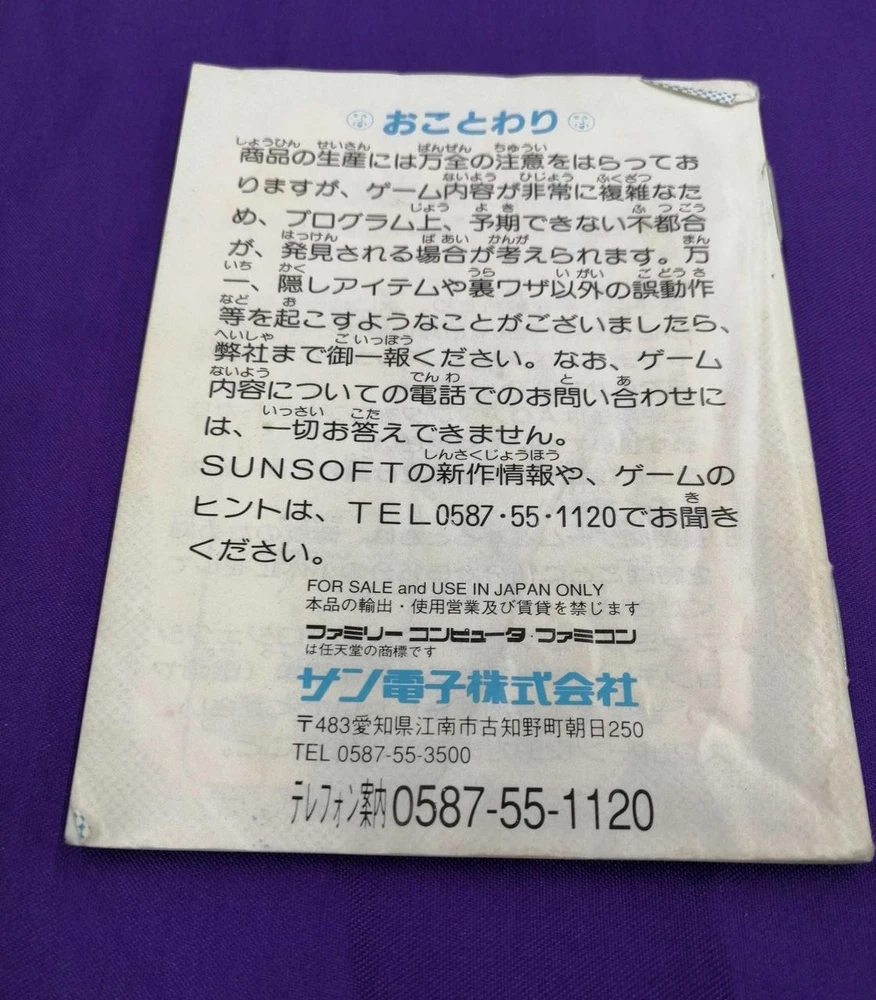 おことわり
商品の生産には万全の注意をはらってお
りますが、ゲーム内容が非常に複雑なた
め、プログラム上、予期できない不都合
が、発見される場合が考えられます。万
一、隠しアイテムや裏ワザ以外の誤動作
等を起こすようなことがございましたら、
弊社まで御一報ください。なお、ゲーム
内容についての電話でのお問い合わせに
は、一切お答えできません。
SUNSOFTの新作情報や、ゲームの
ヒントは、TEL0587・55・1120でお聞き
ください。
FOR SALE and USE IN JAPAN ONLY
本品の輸出・使用営業及び賃貸を禁じます
ファミリーコンピュータ・ファミコン
は任天堂の商標です
サン電子株式会社
〒483愛知県江南市古知野町朝日250
TEL 0587-55-3500
テレフォン案内0587-55-1120